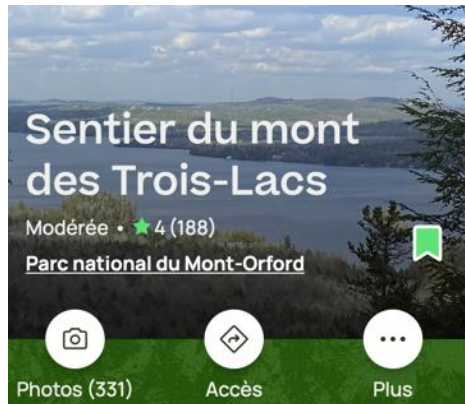 Sentier du mont
des Trois-Lacs
Modérée • ★ 4 (188)
Parc national du Mont-Orford
Photos (331)
Accès
Plus